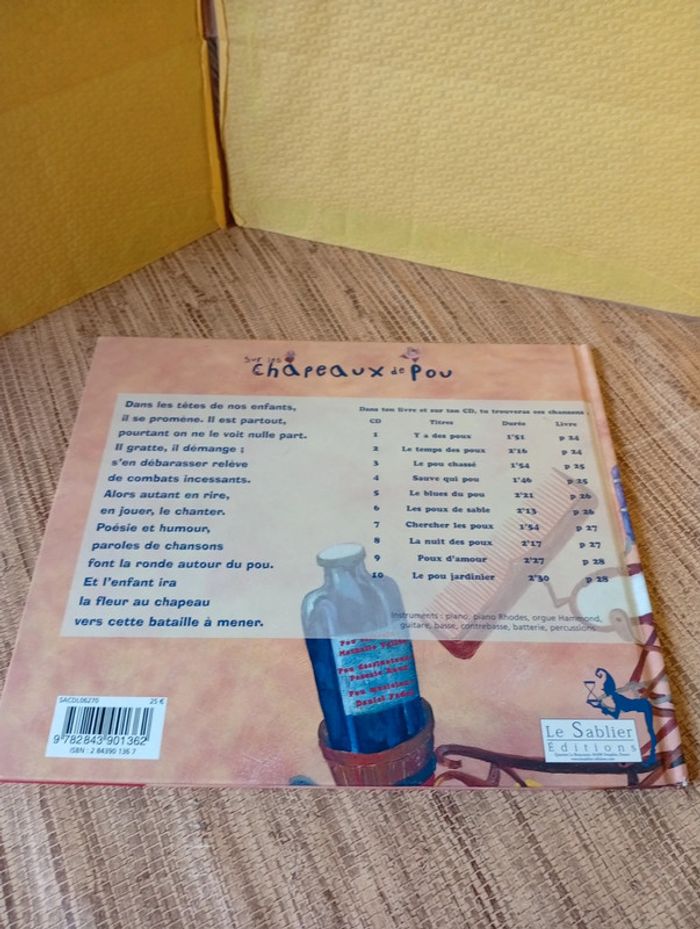 Sur les
chapeaux de pou
Dans les têtes de nos enfants,
il se promène. Il est partout,
pourtant on ne le voit nulle part.
Il gratte, il démange ;
s'en débarasser relève
de combats incessants.
Alors autant en rire,
en jouer, le chanter.
Poésie et humour,
paroles de chansons
font la ronde autour du pou.
Et l'enfant ira
la fleur au chapeau
vers cette bataille à mener.
Dans ton livre et sur ton CD, tu trouveras ces chansons :
CD Titres Durée Livre
1 Y a des poux 1'51 p 24
2 Le temps des poux 2'16 p 24
3 Le pou chassé 1'54 p 25
4 Sauve qui pou 1'46 p 25
5 Le blues du pou 2'21 p 26
6 Les poux de sable 2'13 p 26
7 Chercher les poux 1'54 p 27
8 La nuit des poux 2'17 p 27
9 Poux d'amour 2'27 p 28
10 Le pou jardinier 2'30 p 28
Instruments : piano, piano Rhodes, orgue Hammond,
guitare, basse, contrebasse, batterie, percussions
Pou
Pou
Pou
Daniel
SACDL06270 25 €
9 782843 901362
ISBN : 2 84390 136 7
Le Sablier
Éditions